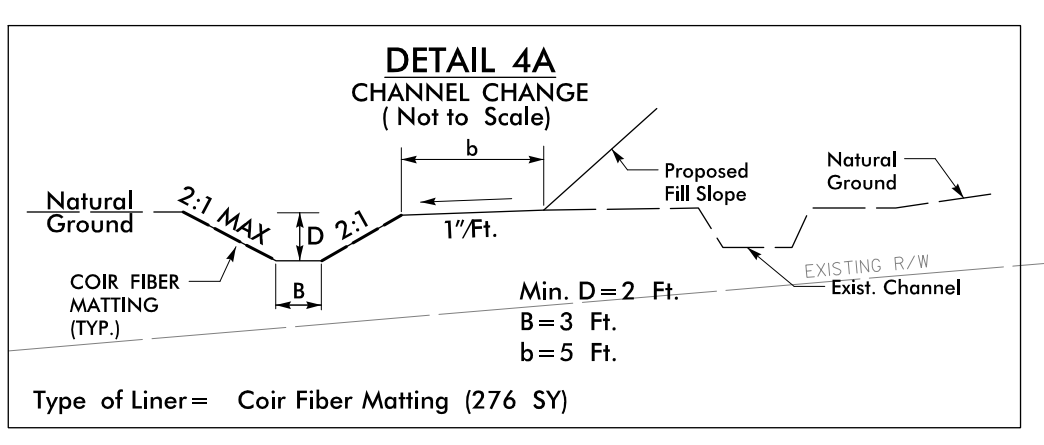 DETAIL 4A
CHANNEL CHANGE
( Not to Scale)
b
Proposed
Fill Slope
Natural
Ground
Natural
Ground
2:1 MAX
D
2:1
1"/Ft.
COIR FIBER
MATTING
(TYP.)
B
EXISTING R/W
Exist. Channel
Min. D=2 Ft.
B=3 Ft.
b=5 Ft.
Type of Liner= Coir Fiber Matting (276 SY)